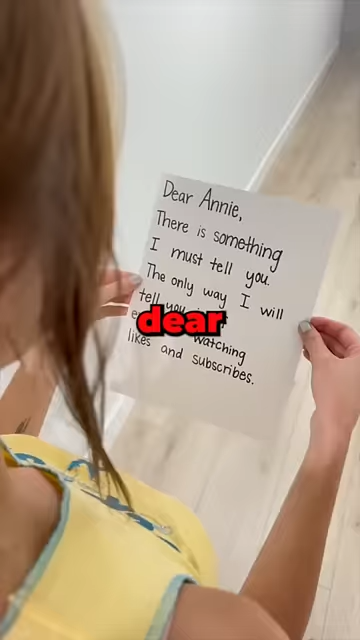 Dear Annie,
There is something
I must tell you.
The only way I will
tell you
dear
watching
likes and subscribes.